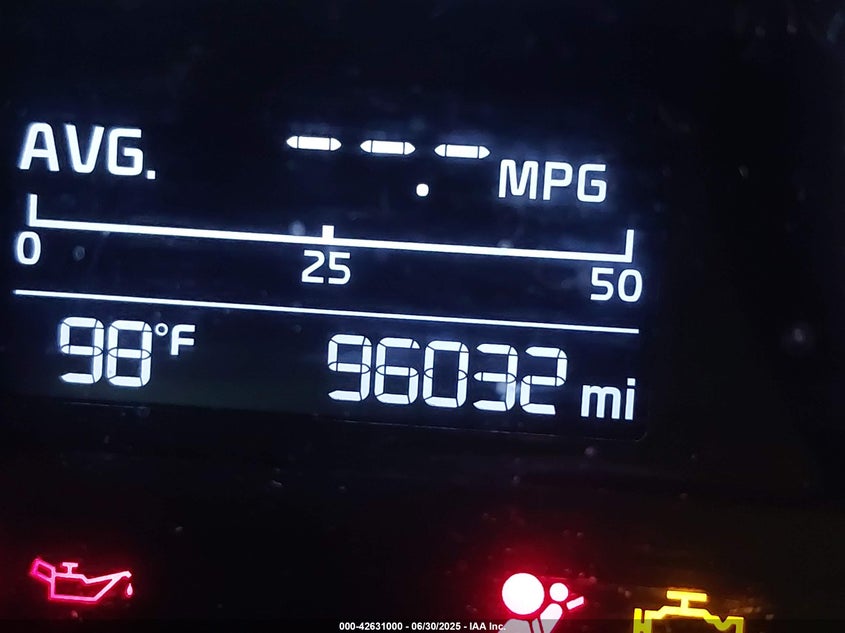 AVG. --.- MPG
0 25 50
98°F 96032 mi
000-42631000 - 06/30/2025 - IAA Inc.